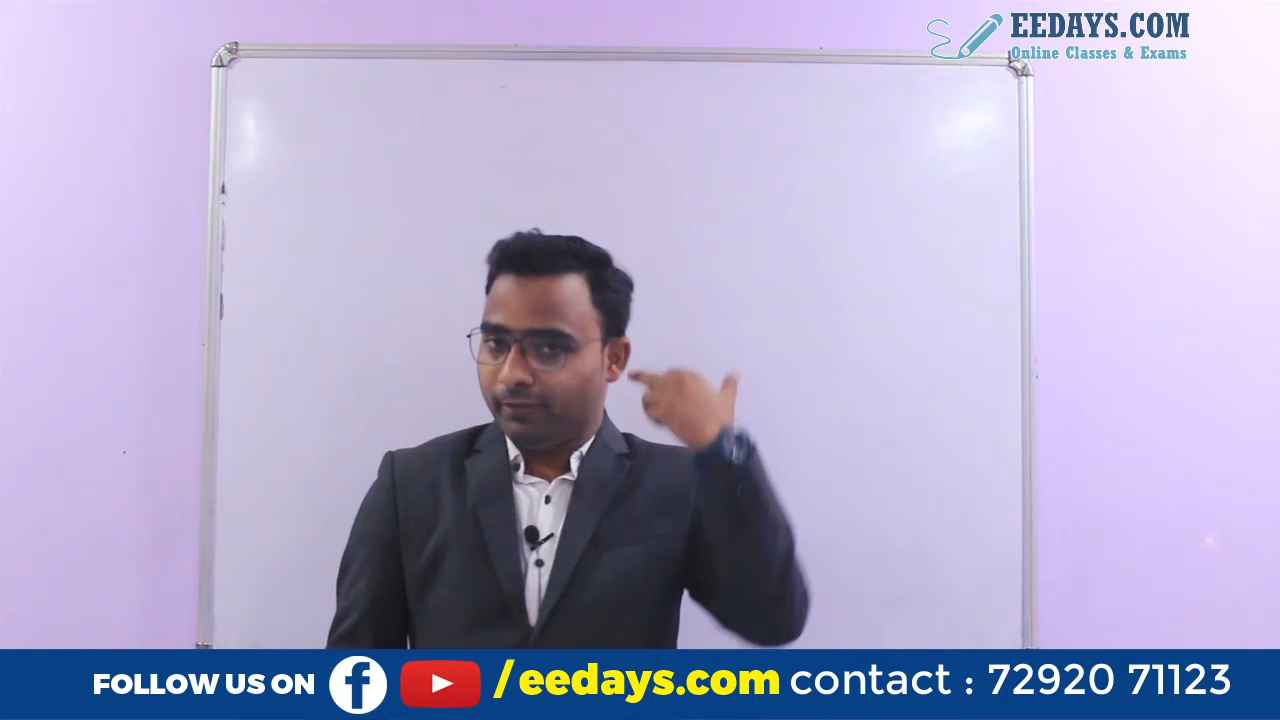 EEDAYS.COM
Online Classes & Exams
FOLLOW US ON f /eedays.com contact : 72920 71123